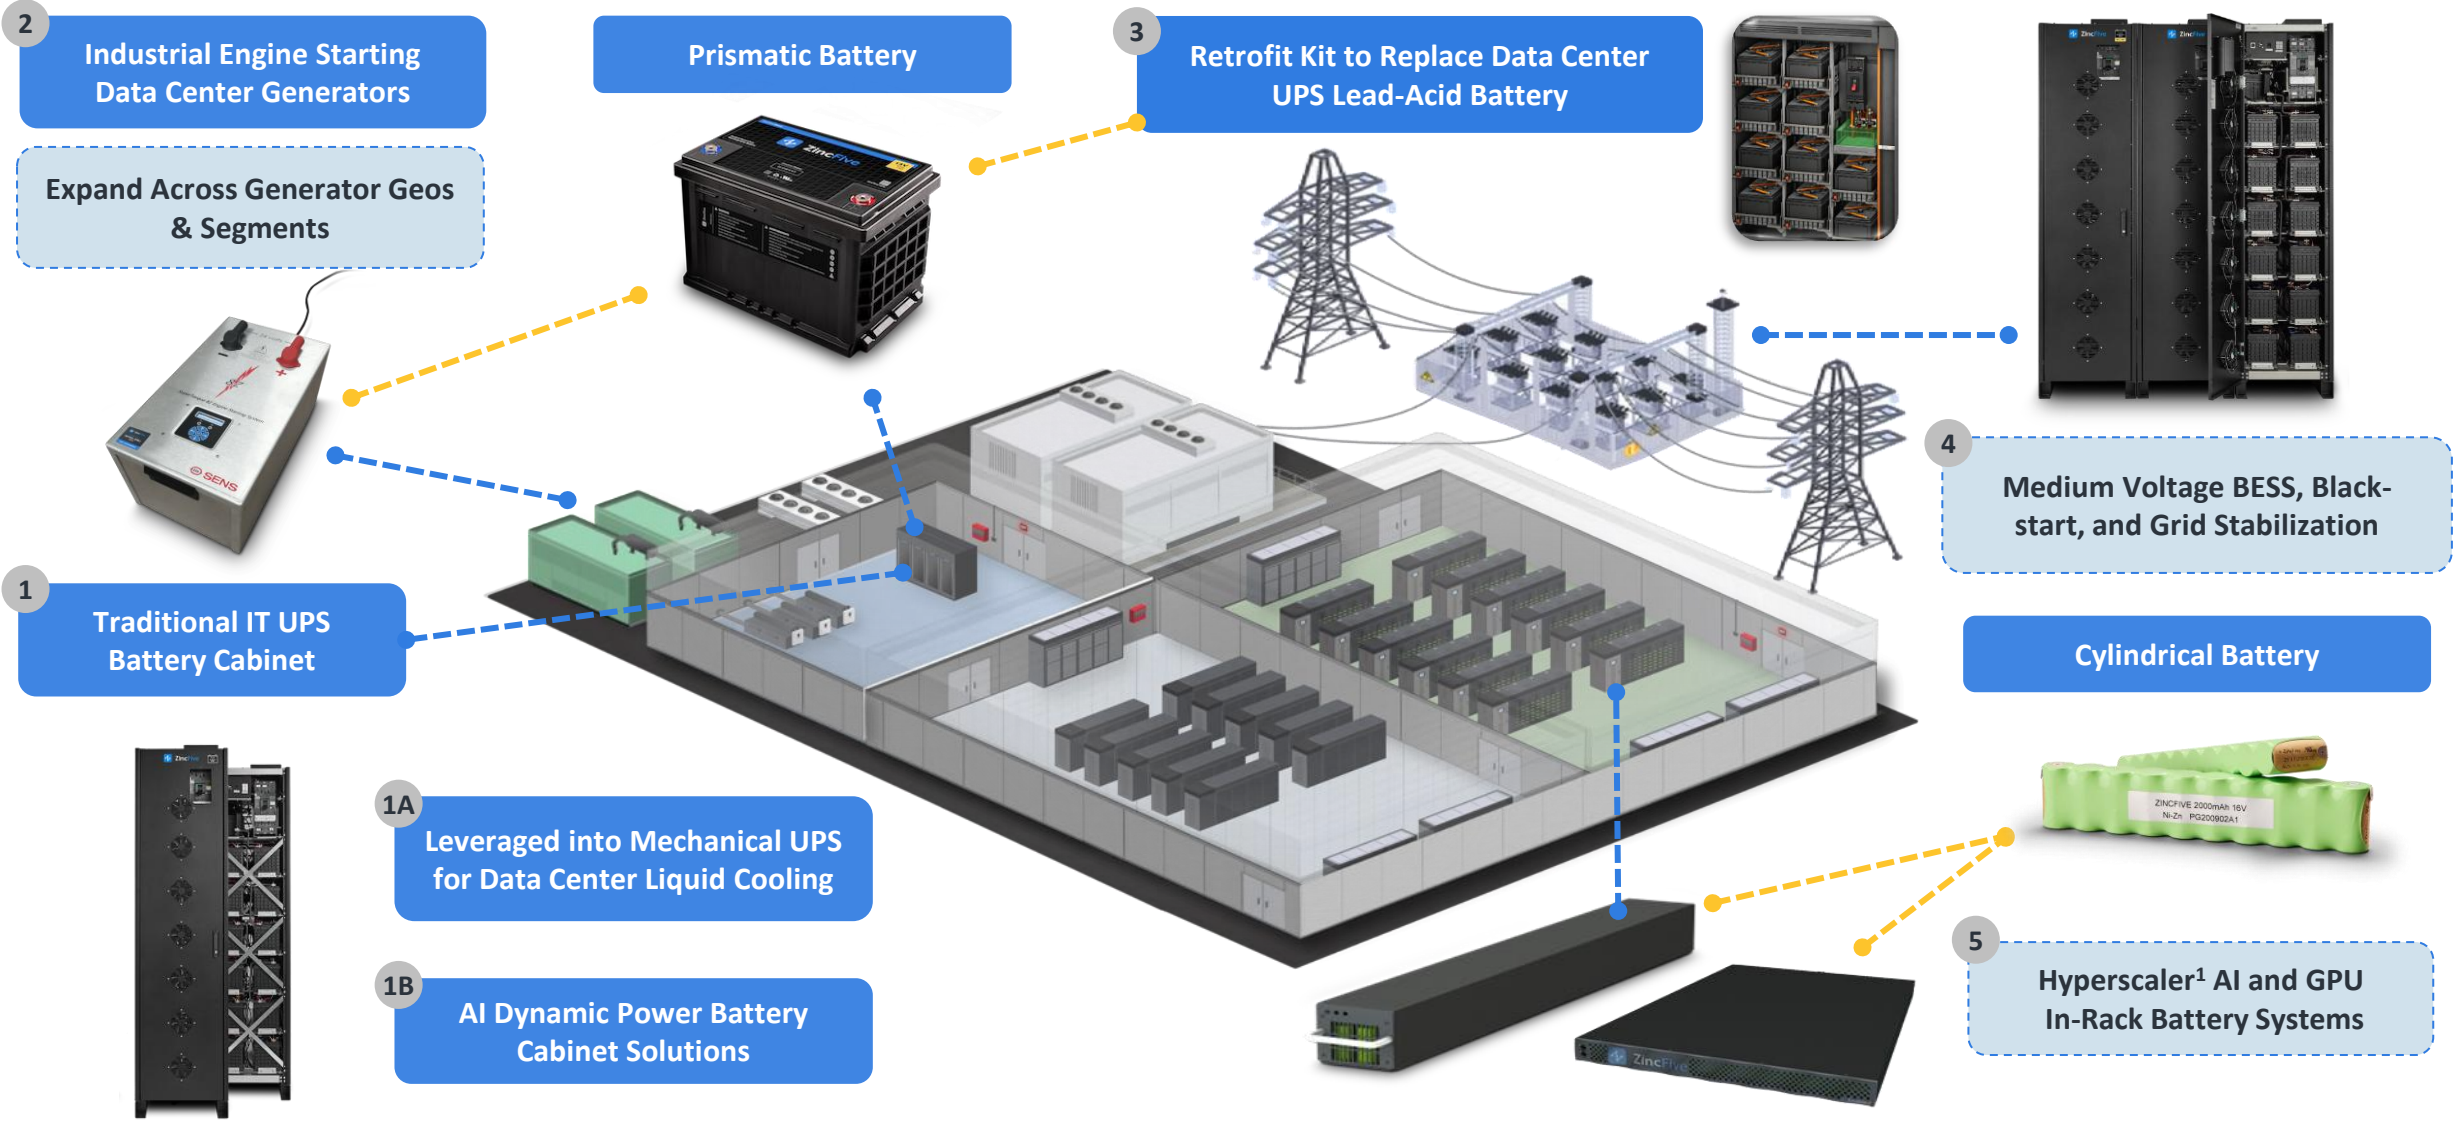 2
Industrial Engine Starting
Data Center Generators
Expand Across Generator Geos
& Segments
Prismatic Battery
ZincFive
3
Retrofit Kit to Replace Data Center
UPS Lead-Acid Battery
ZincFive
ZincFive
SENS
4
Medium Voltage BESS, Black-
start, and Grid Stabilization
1
Traditional IT UPS
Battery Cabinet
ZincFive
1A
Leveraged into Mechanical UPS
for Data Center Liquid Cooling
1B
AI Dynamic Power Battery
Cabinet Solutions
Cylindrical Battery
ZINCFIVE 2000mAh 16V
Ni-Zn PG200902A1
5
Hyperscaler¹ AI and GPU
In-Rack Battery Systems
ZincFive